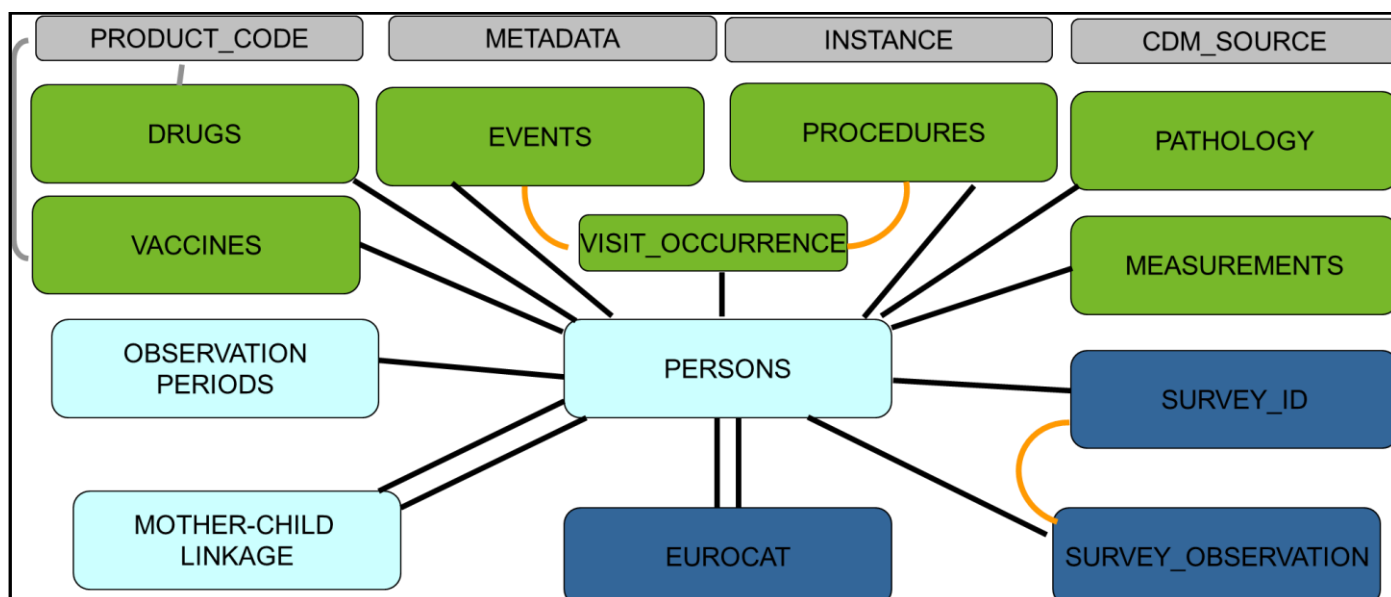 PRODUCT_CODE
METADATA
INSTANCE
CDM_SOURCE
DRUGS
EVENTS
PROCEDURES
PATHOLOGY
VACCINES
VISIT_OCCURRENCE
MEASUREMENTS
OBSERVATION
PERIODS
PERSONS
SURVEY_ID
MOTHER-CHILD
LINKAGE
EUROCAT
SURVEY_OBSERVATION